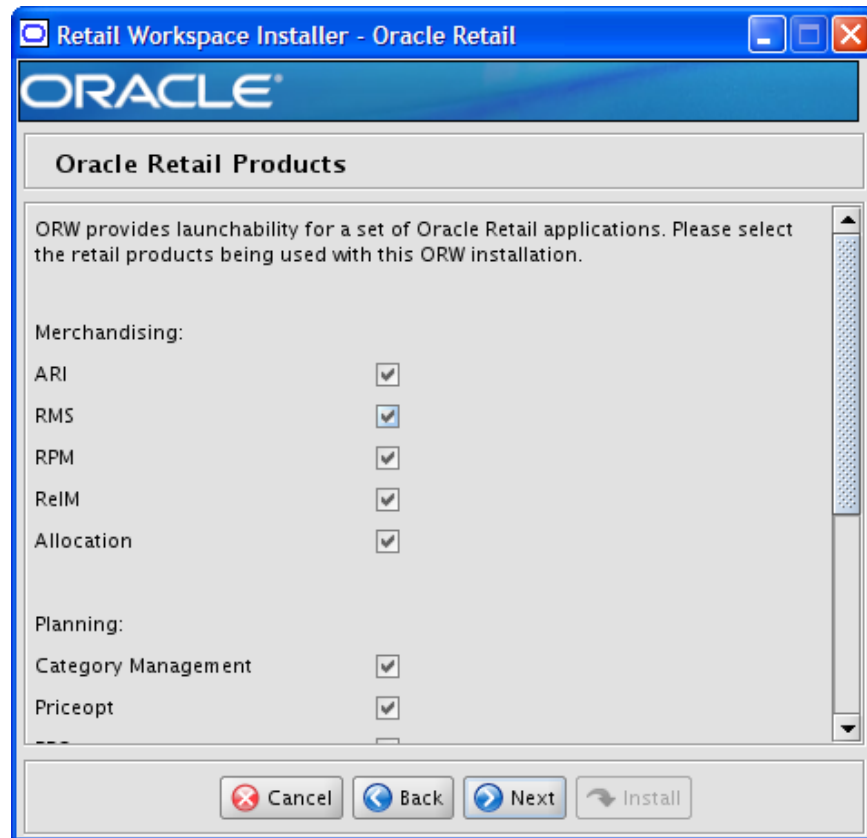 Retail Workspace Installer - Oracle Retail
ORACLE®
Oracle Retail Products
ORW provides launchability for a set of Oracle Retail applications. Please select
the retail products being used with this ORW installation.
Merchandising:
ARI
RMS
RPM
ReIM
Allocation
Planning:
Category Management
Priceopt
Cancel Back Next Install